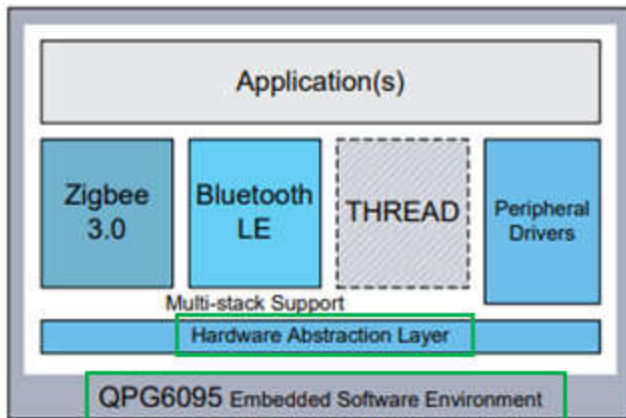 Application(s)
Zigbee
3.0
Bluetooth
LE
THREAD
Peripheral
Drivers
Multi-stack Support
Hardware Abstraction Layer
QPG6095 Embedded Software Environment